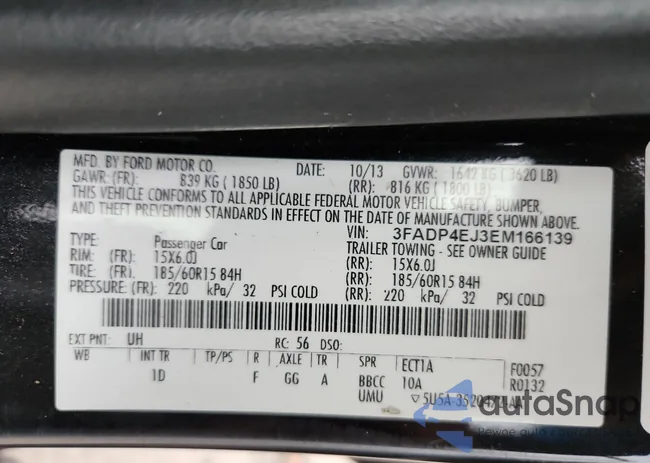 MFD. BY FORD MOTOR CO. DATE: 10/13 GVWR: 1642 KG (3620 LB)
GAWR: (FR): 839 KG (1850 LB) (RR): 816 KG (1800 LB)
THIS VEHICLE CONFORMS TO ALL APPLICABLE FEDERAL MOTOR VEHICLE SAFETY, BUMPER,
AND THEFT PREVENTION STANDARDS IN EFFECT ON THE DATE OF MANUFACTURE SHOWN ABOVE.
VIN: 3FADP4EJ3EM166139
TYPE: Passenger Car TRAILER TOWING - SEE OWNER GUIDE
RIM: (FR): 15X6.0J (RR): 15X6.0J
TIRE: (FR): 185/60R15 84H (RR): 185/60R15 84H
PRESSURE: (FR): 220 kPa/ 32 PSI COLD (RR): 220 kPa/ 32 PSI COLD
EXT PNT: UH RC: 56 DSO:
WB INT TR TP/PS R AXLE TR SPR ECT1A F0057
1D F GG A BBCC 10A R0132
UMU ▽5U5A-3520472-AA
autoSnap
Pewne auto z